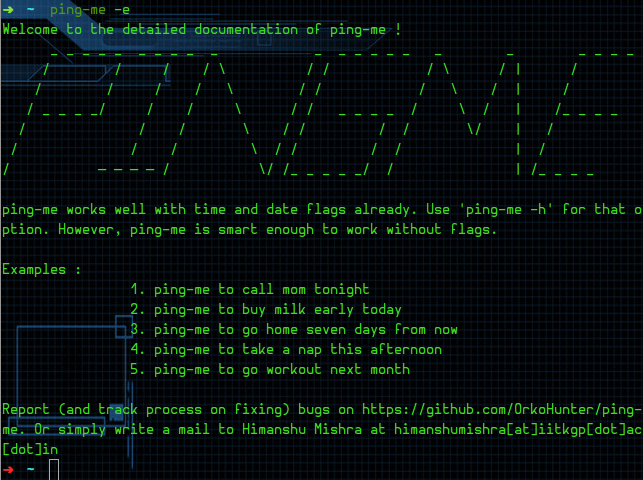 ➜  ~  ping-me -e
Welcome to the detailed documentation of ping-me !
PINGME
ping-me works well with time and date flags already. Use 'ping-me -h' for that o
ption. However, ping-me is smart enough to work without flags.
Examples :
1. ping-me to call mom tonight
2. ping-me to buy milk early today
3. ping-me to go home seven days from now
4. ping-me to take a nap this afternoon
5. ping-me to go workout next month
Report (and track process on fixing) bugs on https://github.com/OrkoHunter/ping-
me. Or simply write a mail to Himanshu Mishra at himanshumishra[at]iitkgp[dot]ac
[dot]in
➜  ~